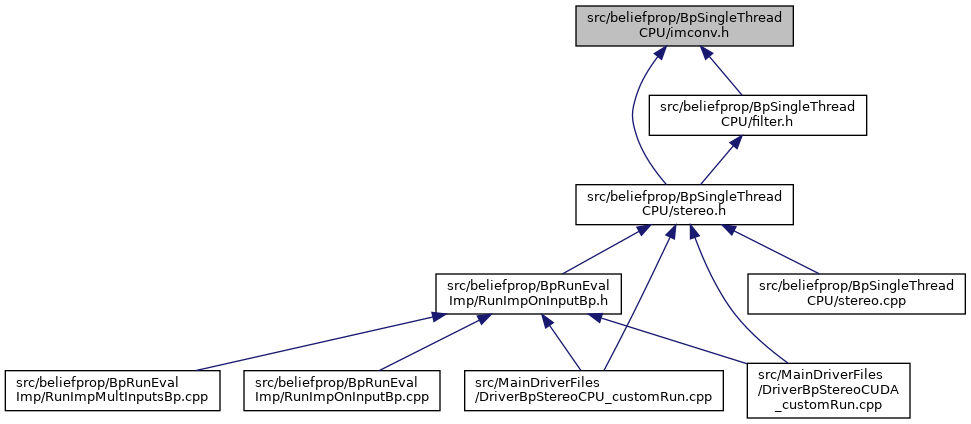 src/beliefprop/BpSingleThread
CPU/imconv.h
src/beliefprop/BpSingleThread
CPU/filter.h
src/beliefprop/BpSingleThread
CPU/stereo.h
src/beliefprop/BpRunEval
Imp/RunImpOnInputBp.h
src/beliefprop/BpSingleThread
CPU/stereo.cpp
src/beliefprop/BpRunEval
Imp/RunImpMultInputsBp.cpp
src/beliefprop/BpRunEval
Imp/RunImpOnInputBp.cpp
src/MainDriverFiles
/DriverBpStereoCPU_customRun.cpp
src/MainDriverFiles
/DriverBpStereoCUDA
_customRun.cpp